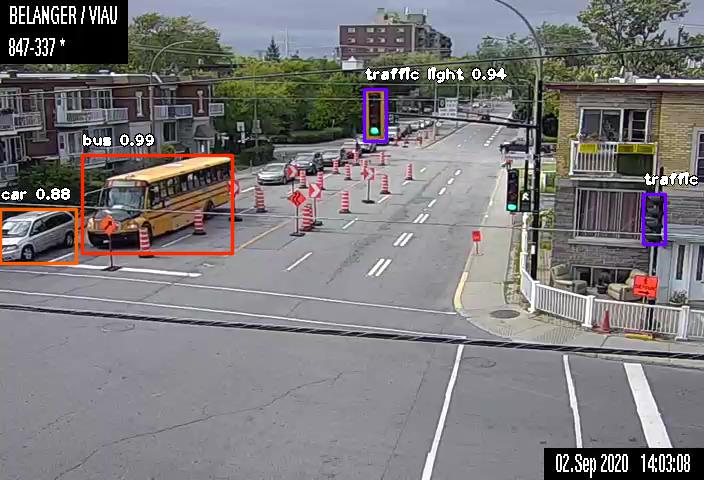 BELANGER / VIAU
847-337 *
traffic light 0.94
bus 0.99
traffic
car 0.88
02.Sep 2020 14:03:08